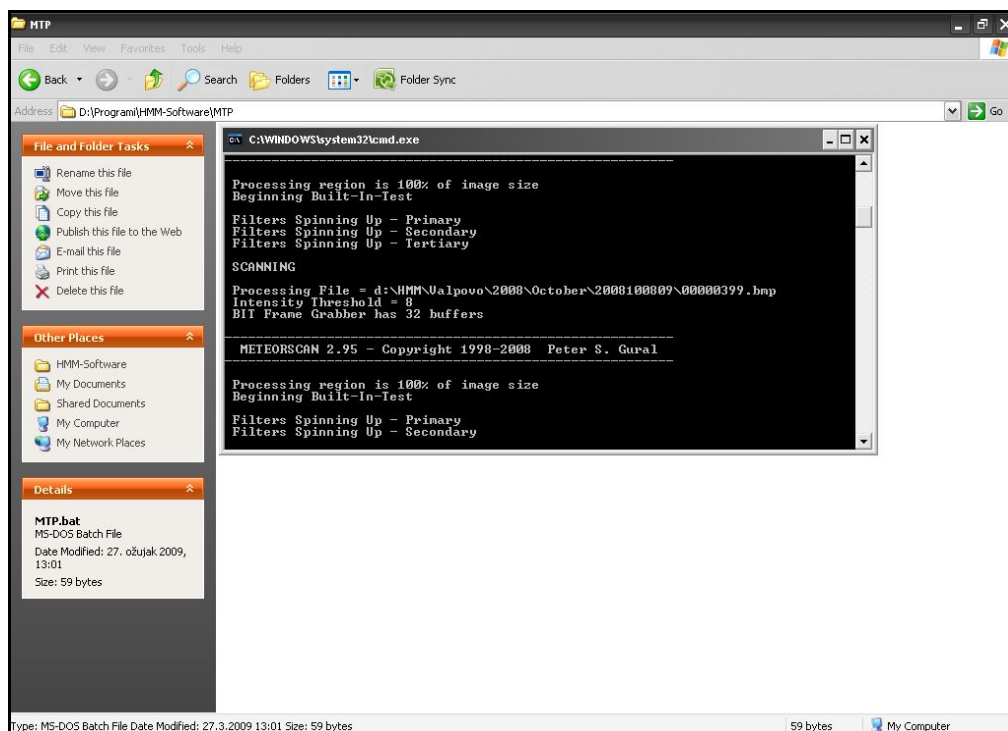 MTP
File Edit View Favorites Tools Help
Back Search Folders Folder Sync
Address D:\Programi\HMM-Software\MTP Go
File and Folder Tasks
Rename this file
Move this file
Copy this file
Publish this file to the Web
E-mail this file
Print this file
Delete this file
Other Places
HMM-Software
My Documents
Shared Documents
My Computer
My Network Places
Details
MTP.bat
MS-DOS Batch File
Date Modified: 27. ožujak 2009,
13:01
Size: 59 bytes
C:\WINDOWS\system32\cmd.exe
Processing region is 100% of image size
Beginning Built-In-Test
Filters Spinning Up - Primary
Filters Spinning Up - Secondary
Filters Spinning Up - Tertiary
SCANNING
Processing File = d:\HMM\Valpovo\2008\October\2008100809\00000399.bmp
Intensity Threshold = 8
BIT Frame Grabber has 32 buffers
METEORSCAN 2.95 - Copyright 1998-2008 Peter S. Gural
Processing region is 100% of image size
Beginning Built-In-Test
Filters Spinning Up - Primary
Filters Spinning Up - Secondary
Type: MS-DOS Batch File Date Modified: 27.3.2009 13:01 Size: 59 bytes 59 bytes My Computer